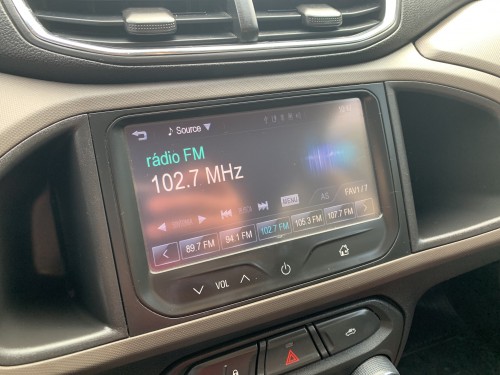 Source
rádio FM
102.7 MHz
MENU
AS
FAV1 / 7
89.7 FM 94.1 FM 102.7 FM 105.3 FM 107.7 FM
VOL